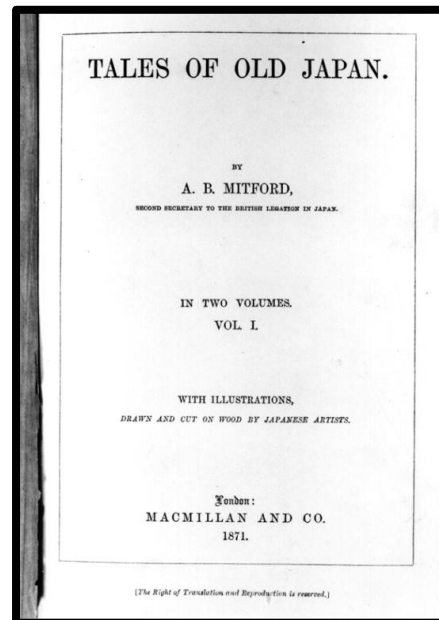 TALES OF OLD JAPAN.
BY
A. B. MITFORD,
SECOND SECRETARY TO THE BRITISH LEGATION IN JAPAN.
IN TWO VOLUMES.
VOL. I.
WITH ILLUSTRATIONS,
DRAWN AND CUT ON WOOD BY JAPANESE ARTISTS.
London:
MACMILLAN AND CO.
1871.
[The Right of Translation and Reproduction is reserved.]